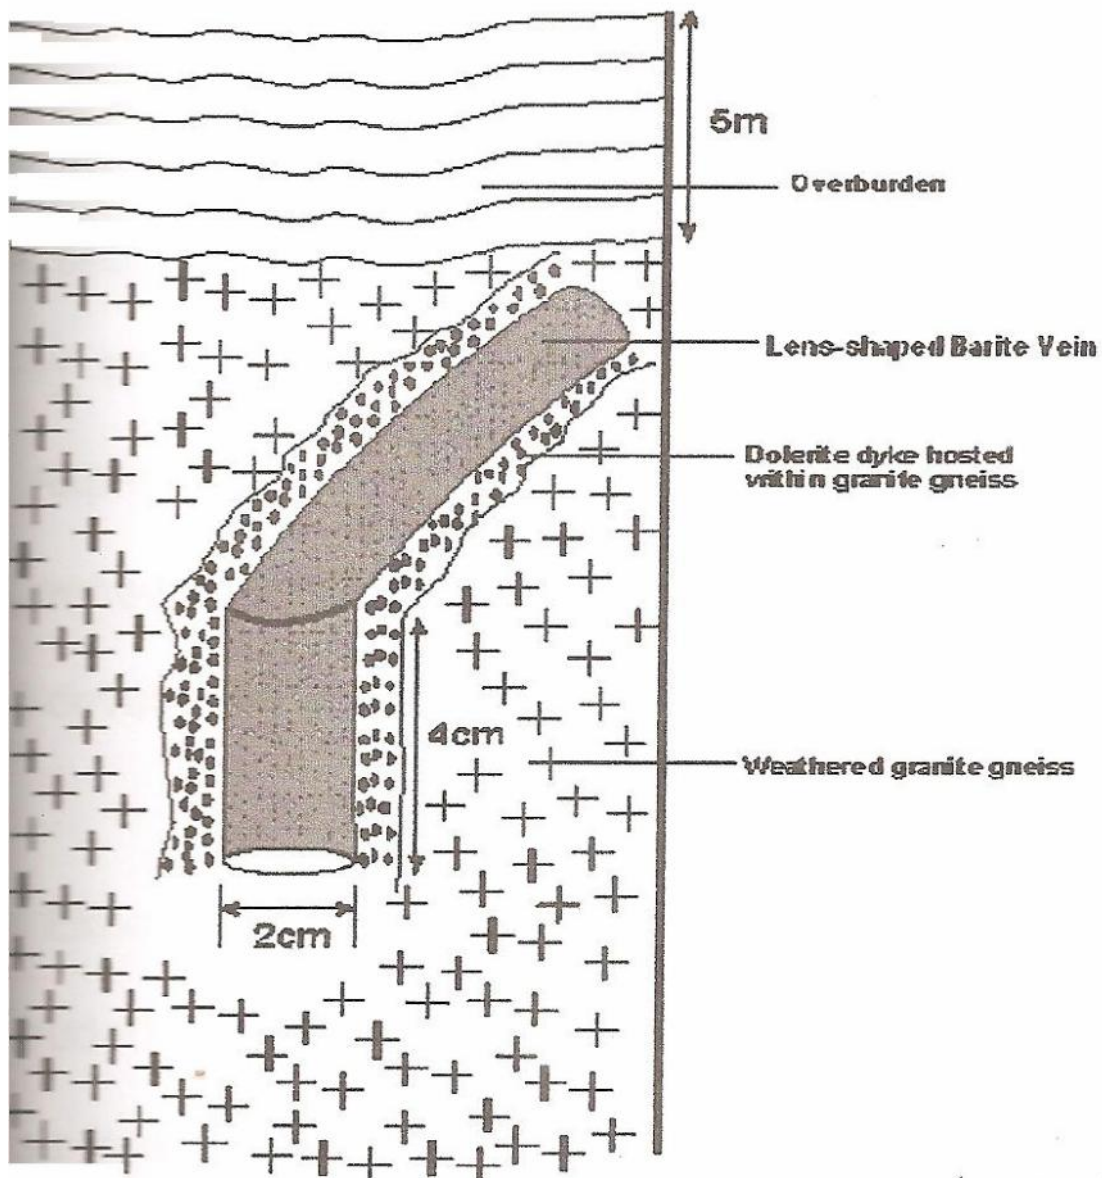 5m
Overburden
Lens-shaped Barite Vein
Dolerite dyke hosted
within granite gneiss
4cm
Weathered granite gneiss
2cm